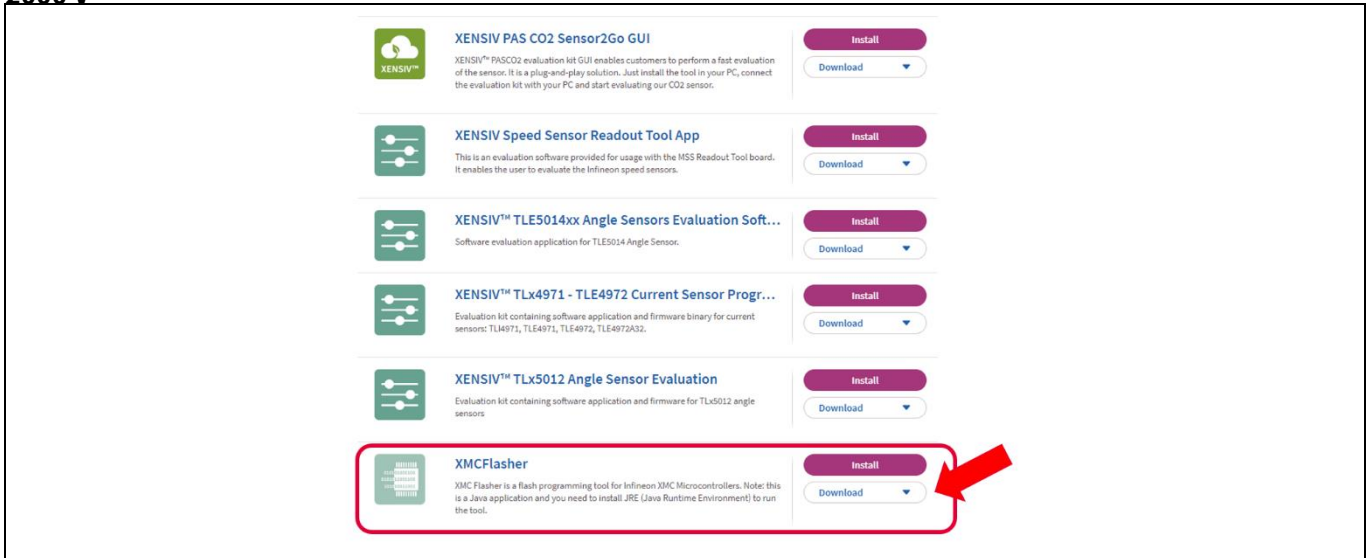 XENSIV PAS CO2 Sensor2Go GUI
Install
XENSIV™
XENSIV™ PASCO2 evaluation kit GUI enables customers to perform a fast evaluation
of the sensor. It is a plug-and-play solution. Just install the tool in your PC, connect
the evaluation kit with your PC and start evaluating our CO2 sensor.
Download
XENSIV Speed Sensor Readout Tool App
Install
This is an evaluation software provided for usage with the MSS Readout Tool board.
It enables the user to evaluate the Infineon speed sensors.
Download
XENSIV™ TLE5014xx Angle Sensors Evaluation Soft...
Install
Software evaluation application for TLE5014 Angle Sensor.
Download
XENSIV™ TLx4971 - TLE4972 Current Sensor Progr...
Install
Evaluation kit containing software application and firmware binary for current
sensors: TLI4971, TLE4971, TLE4972, TLE4972A32.
Download
XENSIV™ TLx5012 Angle Sensor Evaluation
Install
Evaluation kit containing software application and firmware for TLx5012 angle
sensors
Download
XMCFlasher
Install
XMC Flasher is a flash programming tool for Infineon XMC Microcontrollers. Note: this
is a Java application and you need to install JRE (Java Runtime Environment) to run
the tool.
Download